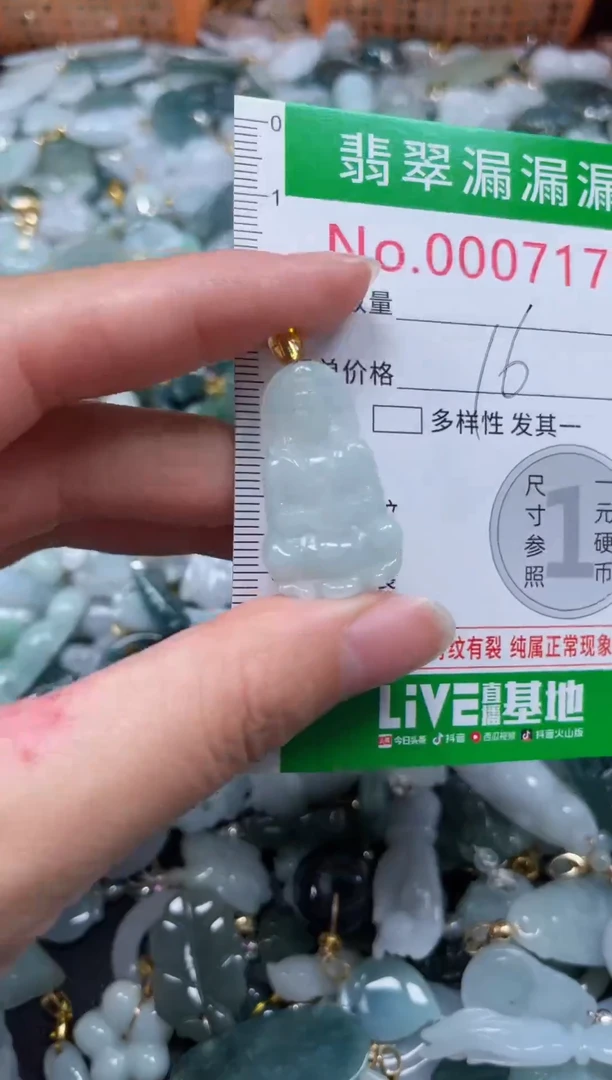 0
翡翠漏漏漏
1
No.000717
量
16
单价格
多样性 发其一
尺寸参照
1
一元硬币
纹有裂 纯属正常现象
LiVE直播基地
今日头条 抖音 西瓜视频 抖音火山版